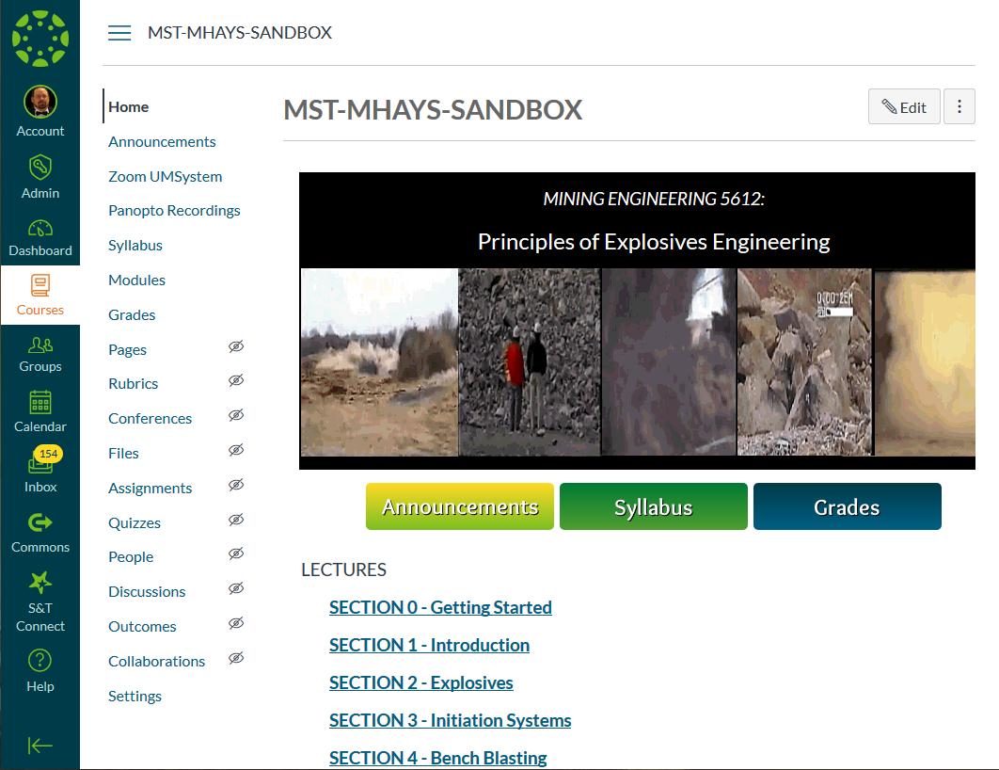 MST-MHAYS-SANDBOX
Account
Admin
Dashboard
Courses
Groups
Calendar
154
Inbox
Commons
S&T
Connect
Help
Home
Announcements
Zoom UMSystem
Panopto Recordings
Syllabus
Modules
Grades
Pages
Rubrics
Conferences
Files
Assignments
Quizzes
People
Discussions
Outcomes
Collaborations
Settings
MST-MHAYS-SANDBOX
Edit
MINING ENGINEERING 5612:
Principles of Explosives Engineering
Announcements
Syllabus
Grades
LECTURES
SECTION 0 - Getting Started
SECTION 1 - Introduction
SECTION 2 - Explosives
SECTION 3 - Initiation Systems
SECTION 4 - Bench Blasting